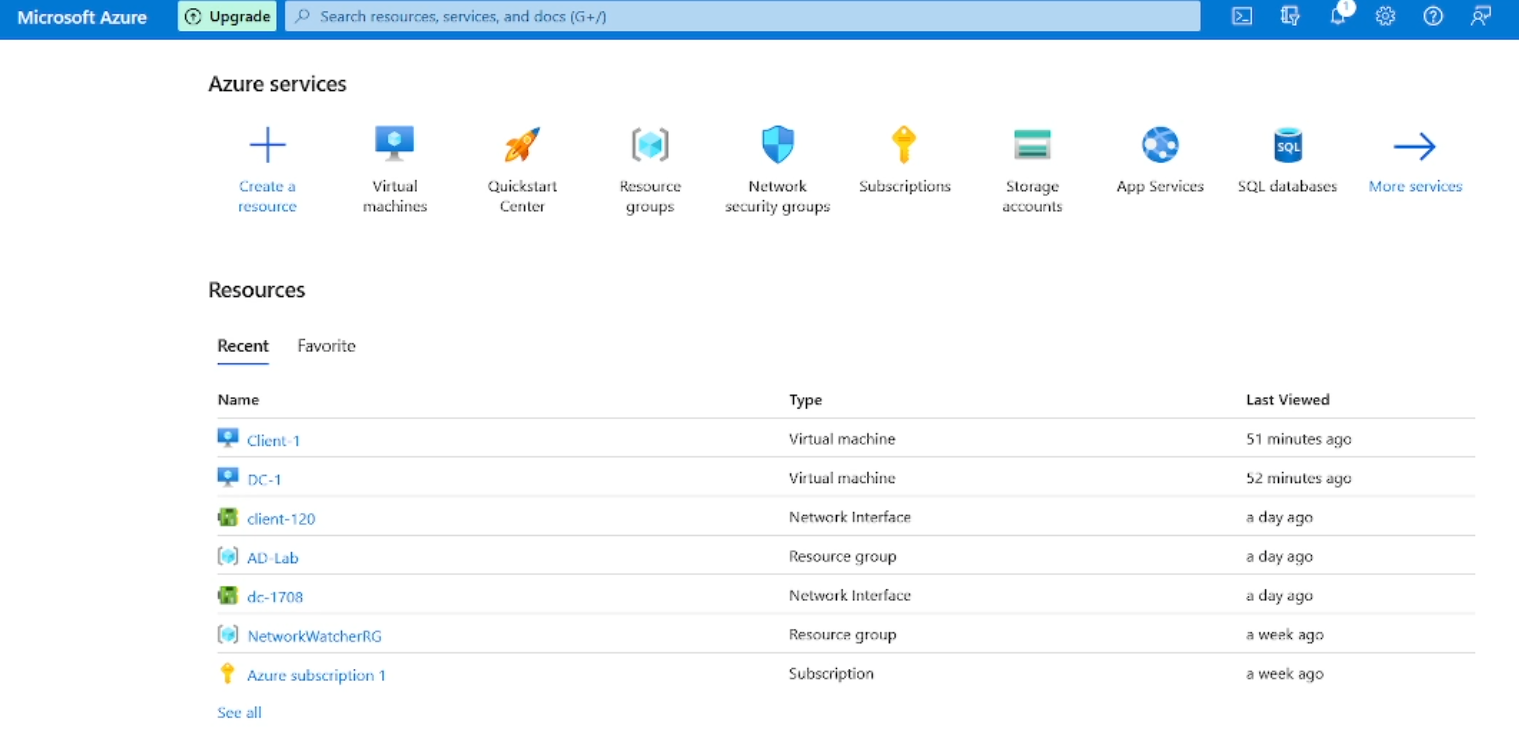 Microsoft Azure
Upgrade
Search resources, services, and docs (G+/)
1
Azure services
Create a
resource
Virtual
machines
Quickstart
Center
Resource
groups
Network
security groups
Subscriptions
Storage
accounts
App Services
SQL
SQL databases
More services
Resources
Recent Favorite
Name Type Last Viewed
Client-1 Virtual machine 51 minutes ago
DC-1 Virtual machine 52 minutes ago
client-120 Network Interface a day ago
AD-Lab Resource group a day ago
dc-1708 Network Interface a day ago
NetworkWatcherRG Resource group a week ago
Azure subscription 1 Subscription a week ago
See all